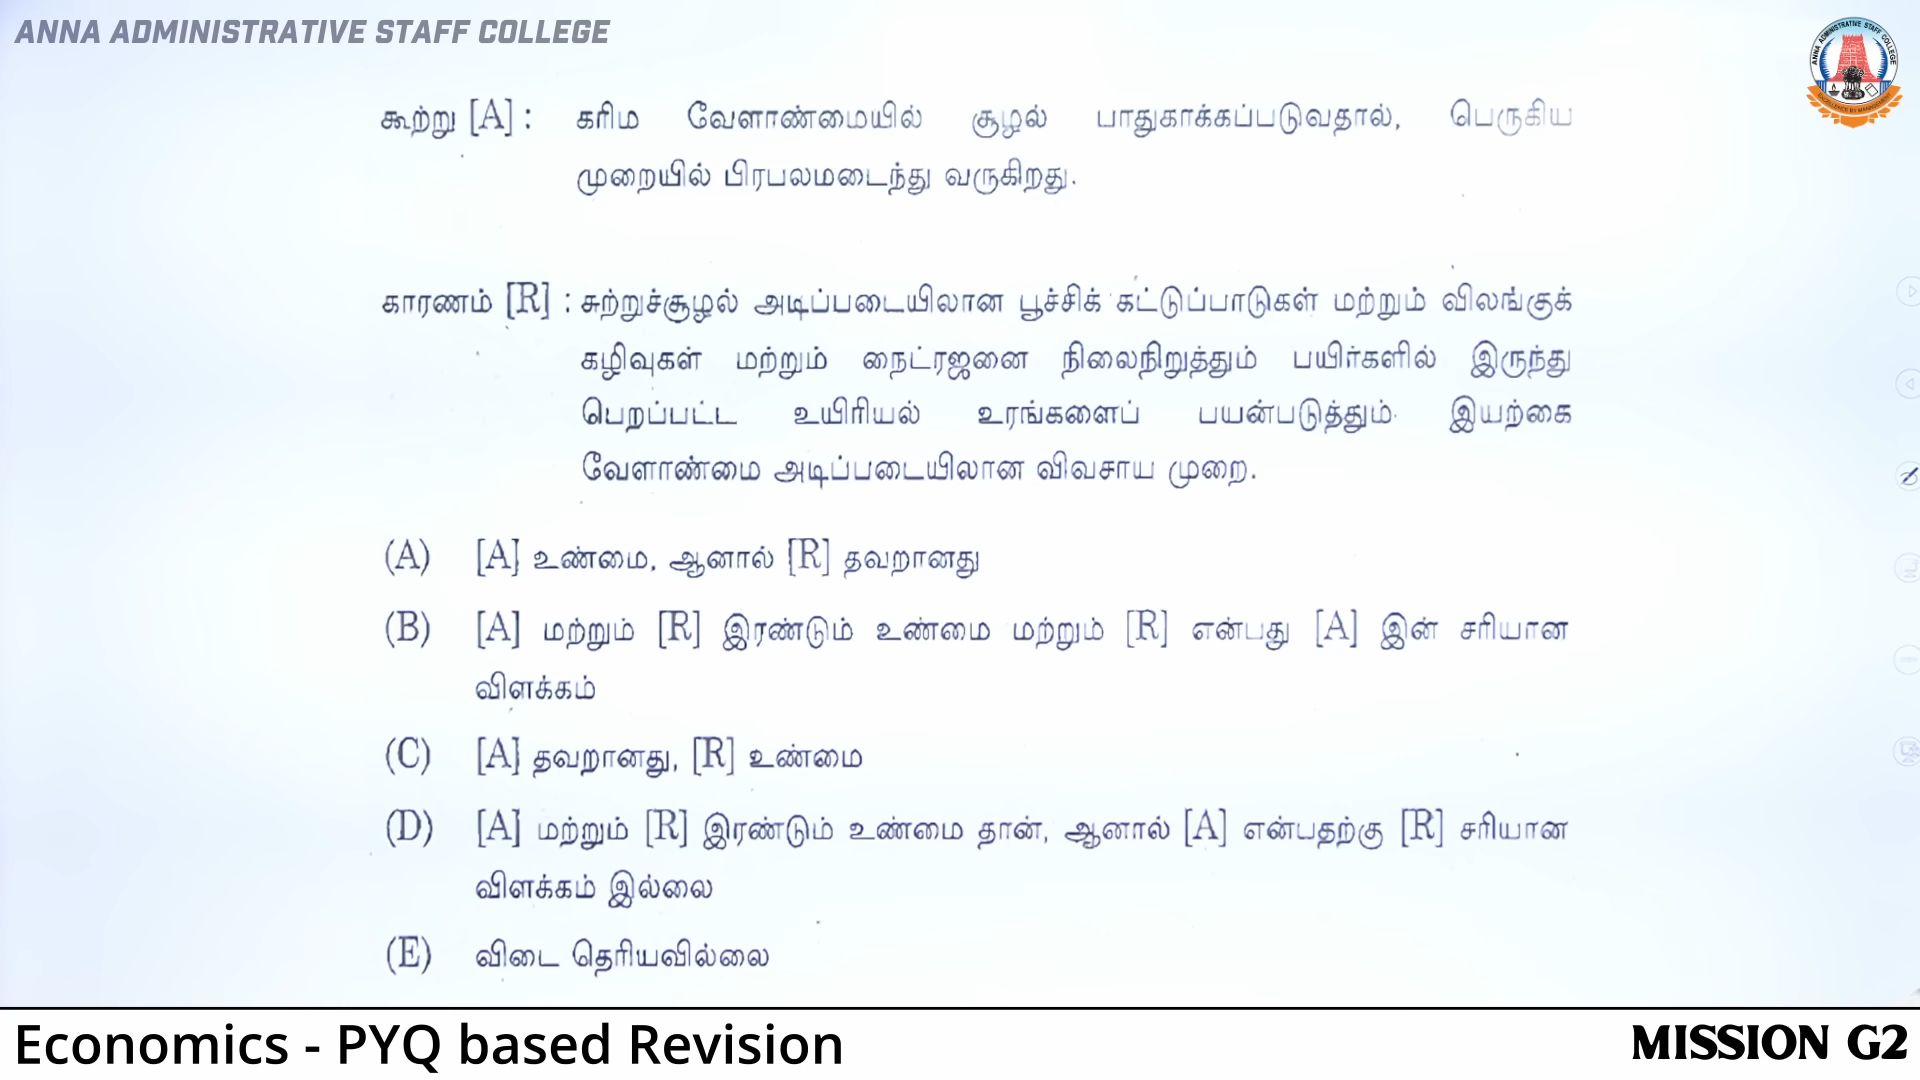 ANNA ADMINISTRATIVE STAFF COLLEGE
கூற்று [A] : கரிம வேளாண்மையில் சூழல் பாதுகாக்கப்படுவதால், பெருகிய
முறையில் பிரபலமடைந்து வருகிறது.
காரணம் [R] : சுற்றுச்சூழல் அடிப்படையிலான பூச்சிக் கட்டுப்பாடுகள் மற்றும் விலங்குக்
கழிவுகள் மற்றும் நைட்ரஜனை நிலைநிறுத்தும் பயிர்களில் இருந்து
பெறப்பட்ட உயிரியல் உரங்களைப் பயன்படுத்தும் இயற்கை
வேளாண்மை அடிப்படையிலான விவசாய முறை.
(A) [A] உண்மை, ஆனால் [R] தவறானது
(B) [A] மற்றும் [R] இரண்டும் உண்மை மற்றும் [R] என்பது [A] இன் சரியான
விளக்கம்
(C) [A] தவறானது, [R] உண்மை
(D) [A] மற்றும் [R] இரண்டும் உண்மை தான், ஆனால் [A] என்பதற்கு [R] சரியான
விளக்கம் இல்லை
(E) விடை தெரியவில்லை
Economics - PYQ based Revision
MISSION G2